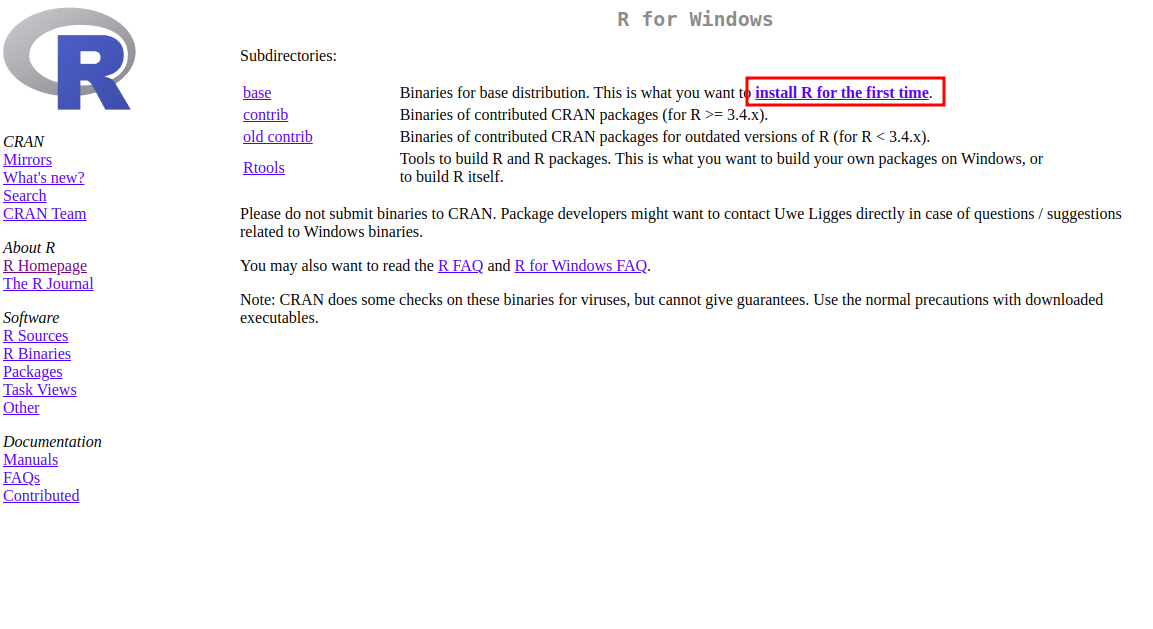 R
CRAN
Mirrors
What's new?
Search
CRAN Team
About R
R Homepage
The R Journal
Software
R Sources
R Binaries
Packages
Task Views
Other
Documentation
Manuals
FAQs
Contributed
R for Windows
Subdirectories:
base Binaries for base distribution. This is what you want to install R for the first time.
contrib Binaries of contributed CRAN packages (for R >= 3.4.x).
old contrib Binaries of contributed CRAN packages for outdated versions of R (for R < 3.4.x).
Rtools Tools to build R and R packages. This is what you want to build your own packages on Windows, or
to build R itself.
Please do not submit binaries to CRAN. Package developers might want to contact Uwe Ligges directly in case of questions / suggestions
related to Windows binaries.
You may also want to read the R FAQ and R for Windows FAQ.
Note: CRAN does some checks on these binaries for viruses, but cannot give guarantees. Use the normal precautions with downloaded
executables.